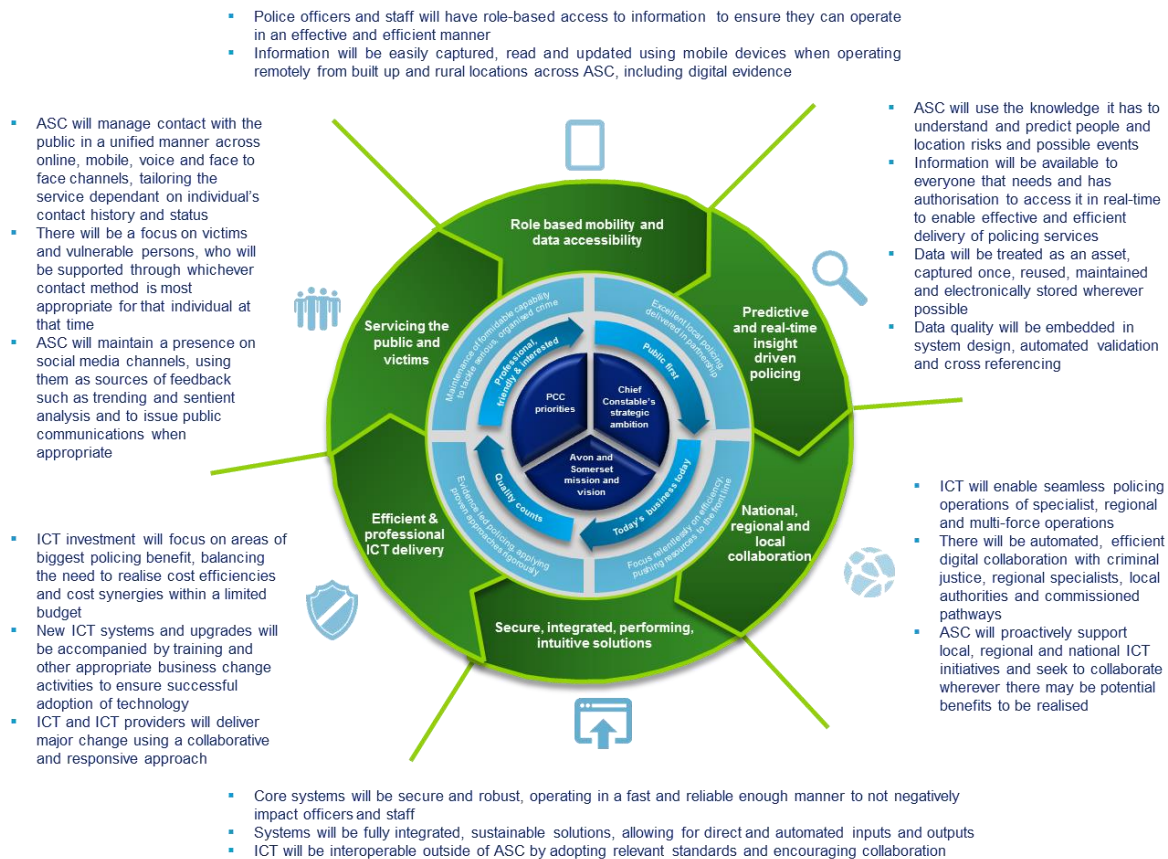 ▪ Police officers and staff will have role-based access to information to ensure they can operate
in an effective and efficient manner
▪ Information will be easily captured, read and updated using mobile devices when operating
remotely from built up and rural locations across ASC, including digital evidence
▪ ASC will manage contact with the
public in a unified manner across
online, mobile, voice and face to
face channels, tailoring the
service dependant on individual's
contact history and status
▪ There will be a focus on victims
and vulnerable persons, who will
be supported through whichever
contact method is most
appropriate for that individual at
that time
▪ ASC will maintain a presence on
social media channels, using
them as sources of feedback
such as trending and sentient
analysis and to issue public
communications when
appropriate
▪ ASC will use the knowledge it has to
understand and predict people and
location risks and possible events
▪ Information will be available to
everyone that needs and has
authorisation to access it in real-time
to enable effective and efficient
delivery of policing services
▪ Data will be treated as an asset,
captured once, reused, maintained
and electronically stored wherever
possible
▪ Data quality will be embedded in
system design, automated validation
and cross referencing
Role based mobility and
data accessibility
Servicing the
public and
victims
Predictive
and real-time
insight
driven
policing
Maintenance of formidable capability
to tackle serious, organised crime
Excellent local policing,
delivered in partnership
Professional,
friendly & interested
Public first
PCC
priorities
Chief
Constable's
strategic
ambition
Avon and
Somerset
mission and
vision
Quality counts
Today's business today
Evidence led policing, applying
proven approaches rigorously
Focus relentlessly on efficiency;
pushing resources to the front line
Efficient &
professional
ICT delivery
National,
regional and
local
collaboration
Secure, integrated, performing,
intuitive solutions
▪ ICT investment will focus on areas of
biggest policing benefit, balancing
the need to realise cost efficiencies
and cost synergies within a limited
budget
▪ New ICT systems and upgrades will
be accompanied by training and
other appropriate business change
activities to ensure successful
adoption of technology
▪ ICT and ICT providers will deliver
major change using a collaborative
and responsive approach
▪ ICT will enable seamless policing
operations of specialist, regional
and multi-force operations
▪ There will be automated, efficient
digital collaboration with criminal
justice, regional specialists, local
authorities and commissioned
pathways
▪ ASC will proactively support
local, regional and national ICT
initiatives and seek to collaborate
wherever there may be potential
benefits to be realised
▪ Core systems will be secure and robust, operating in a fast and reliable enough manner to not negatively
impact officers and staff
▪ Systems will be fully integrated, sustainable solutions, allowing for direct and automated inputs and outputs
▪ ICT will be interoperable outside of ASC by adopting relevant standards and encouraging collaboration